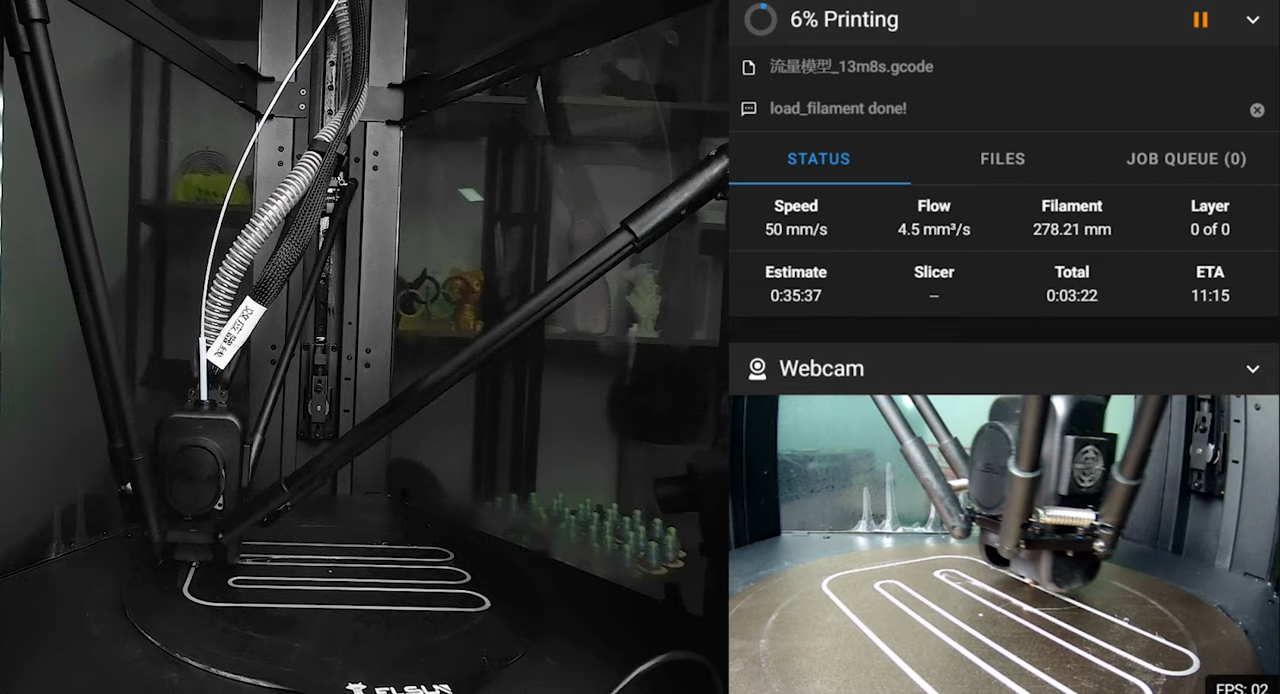 6% Printing
流量模型_13m8s.gcode
load_filament done!
STATUS
FILES
JOB QUEUE (0)
Speed
Flow
Filament
Layer
50 mm/s
4.5 mm³/s
278.21 mm
0 of 0
Estimate
Slicer
Total
ETA
0:35:37
–
0:03:22
11:15
Webcam
FLSUN
FPS: 02